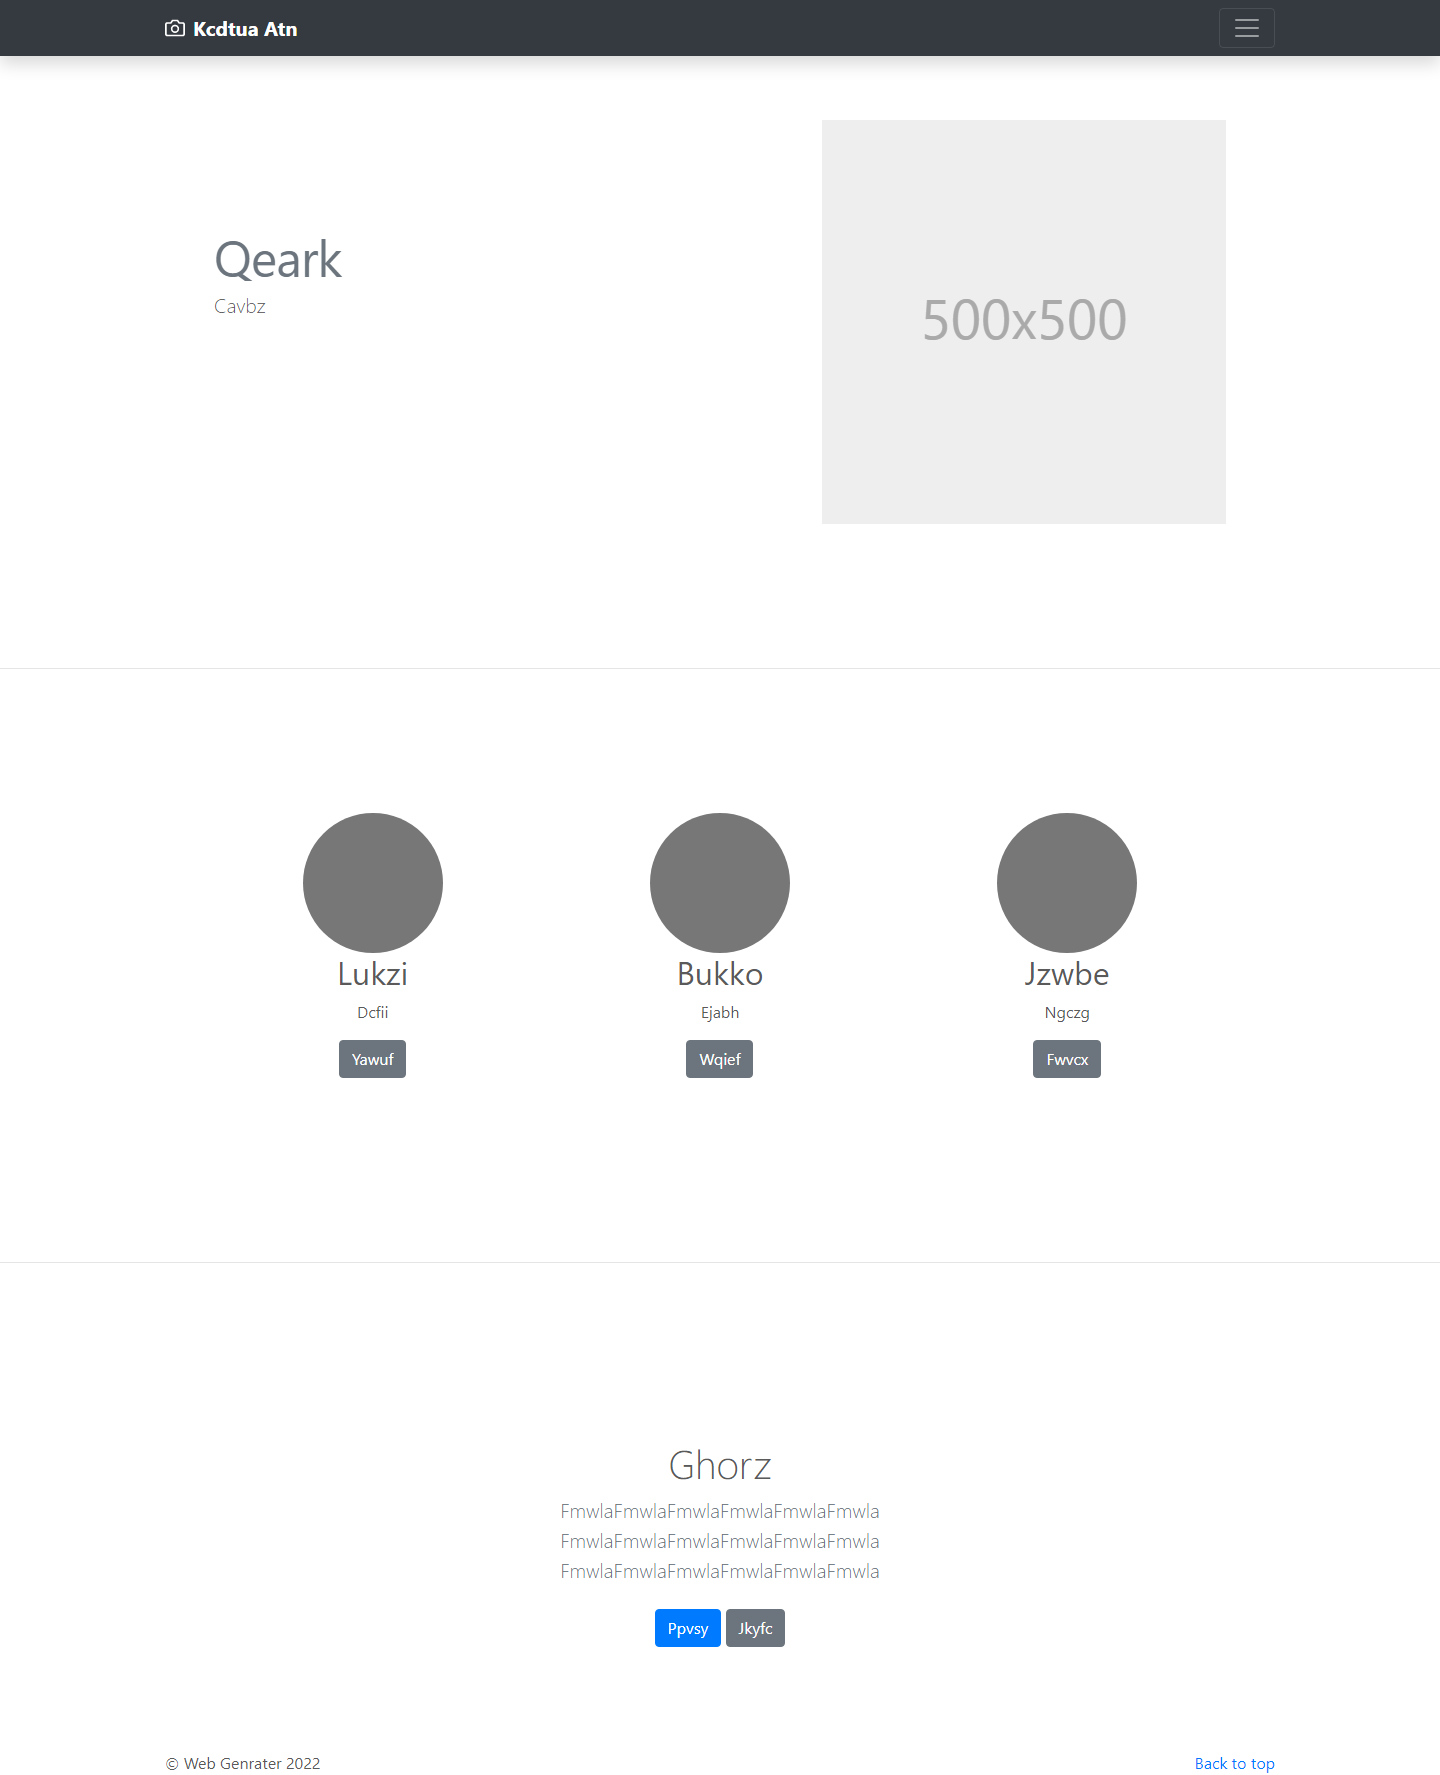 Kcdtua Atn
Qeark
Cavbz
500x500
Lukzi
Dcfii
Yawuf
Bukko
Ejabh
Wqief
Jzwbe
Ngczg
Fwvcx
Ghorz
FmwlaFmwlaFmwlaFmwlaFmwlaFmwla
FmwlaFmwlaFmwlaFmwlaFmwlaFmwla
FmwlaFmwlaFmwlaFmwlaFmwlaFmwla
Ppvsy Jkyfc
© Web Genrater 2022
Back to top